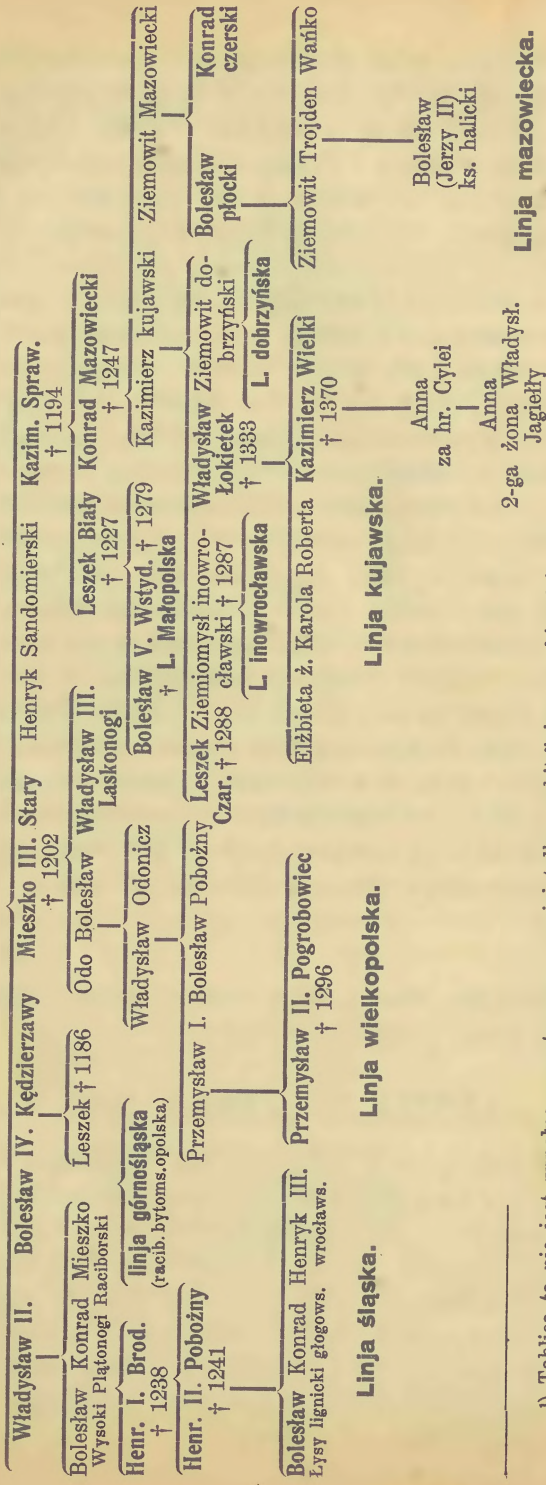 Władysław II. Bolesław IV. Kędzierzawy Mieszko III. Stary Henryk Sandomierski Kazim. Spraw.
† 1202 † 1194
Bolesław Konrad Mieszko Leszek † 1186 Odo Bolesław Władysław III. Leszek Biały Konrad Mazowiecki
Wysoki Plątonogi Raciborski Laskonogi † 1227 † 1247
Henr. I. Brod. linja górnośląska Władysław Odonicz Bolesław V. Wstyd. † 1279 Kazimierz kujawski Ziemowit Mazowiecki
† 1238 (racib. bytoms. opolska) † L. Małopolska
Henr. II. Pobożny Przemysław I. Bolesław Pobożny Leszek Ziemiomysł inowro- Władysław Ziemowit do- Bolesław Konrad
† 1241 Czar. † 1288 cławski † 1287 Łokietek brzyński płocki czerski
† 1333
L. inowrocławska L. dobrzyńska
Bolesław Konrad Henryk III. Przemysław II. Pogrobowiec Elżbieta ż. Karola Roberta Kazimierz Wielki Ziemowit Trojden Wańko
Łysy lignicki głogows. wrocławs. † 1296 † 1370
Linja śląska. Linja wielkopolska. Linja kujawska.
Anna Bolesław
za hr. Cylei (Jerzy II)
ks. halicki
Anna
2-ga żona Władysł.
Jagiełły
Linja mazowiecka.